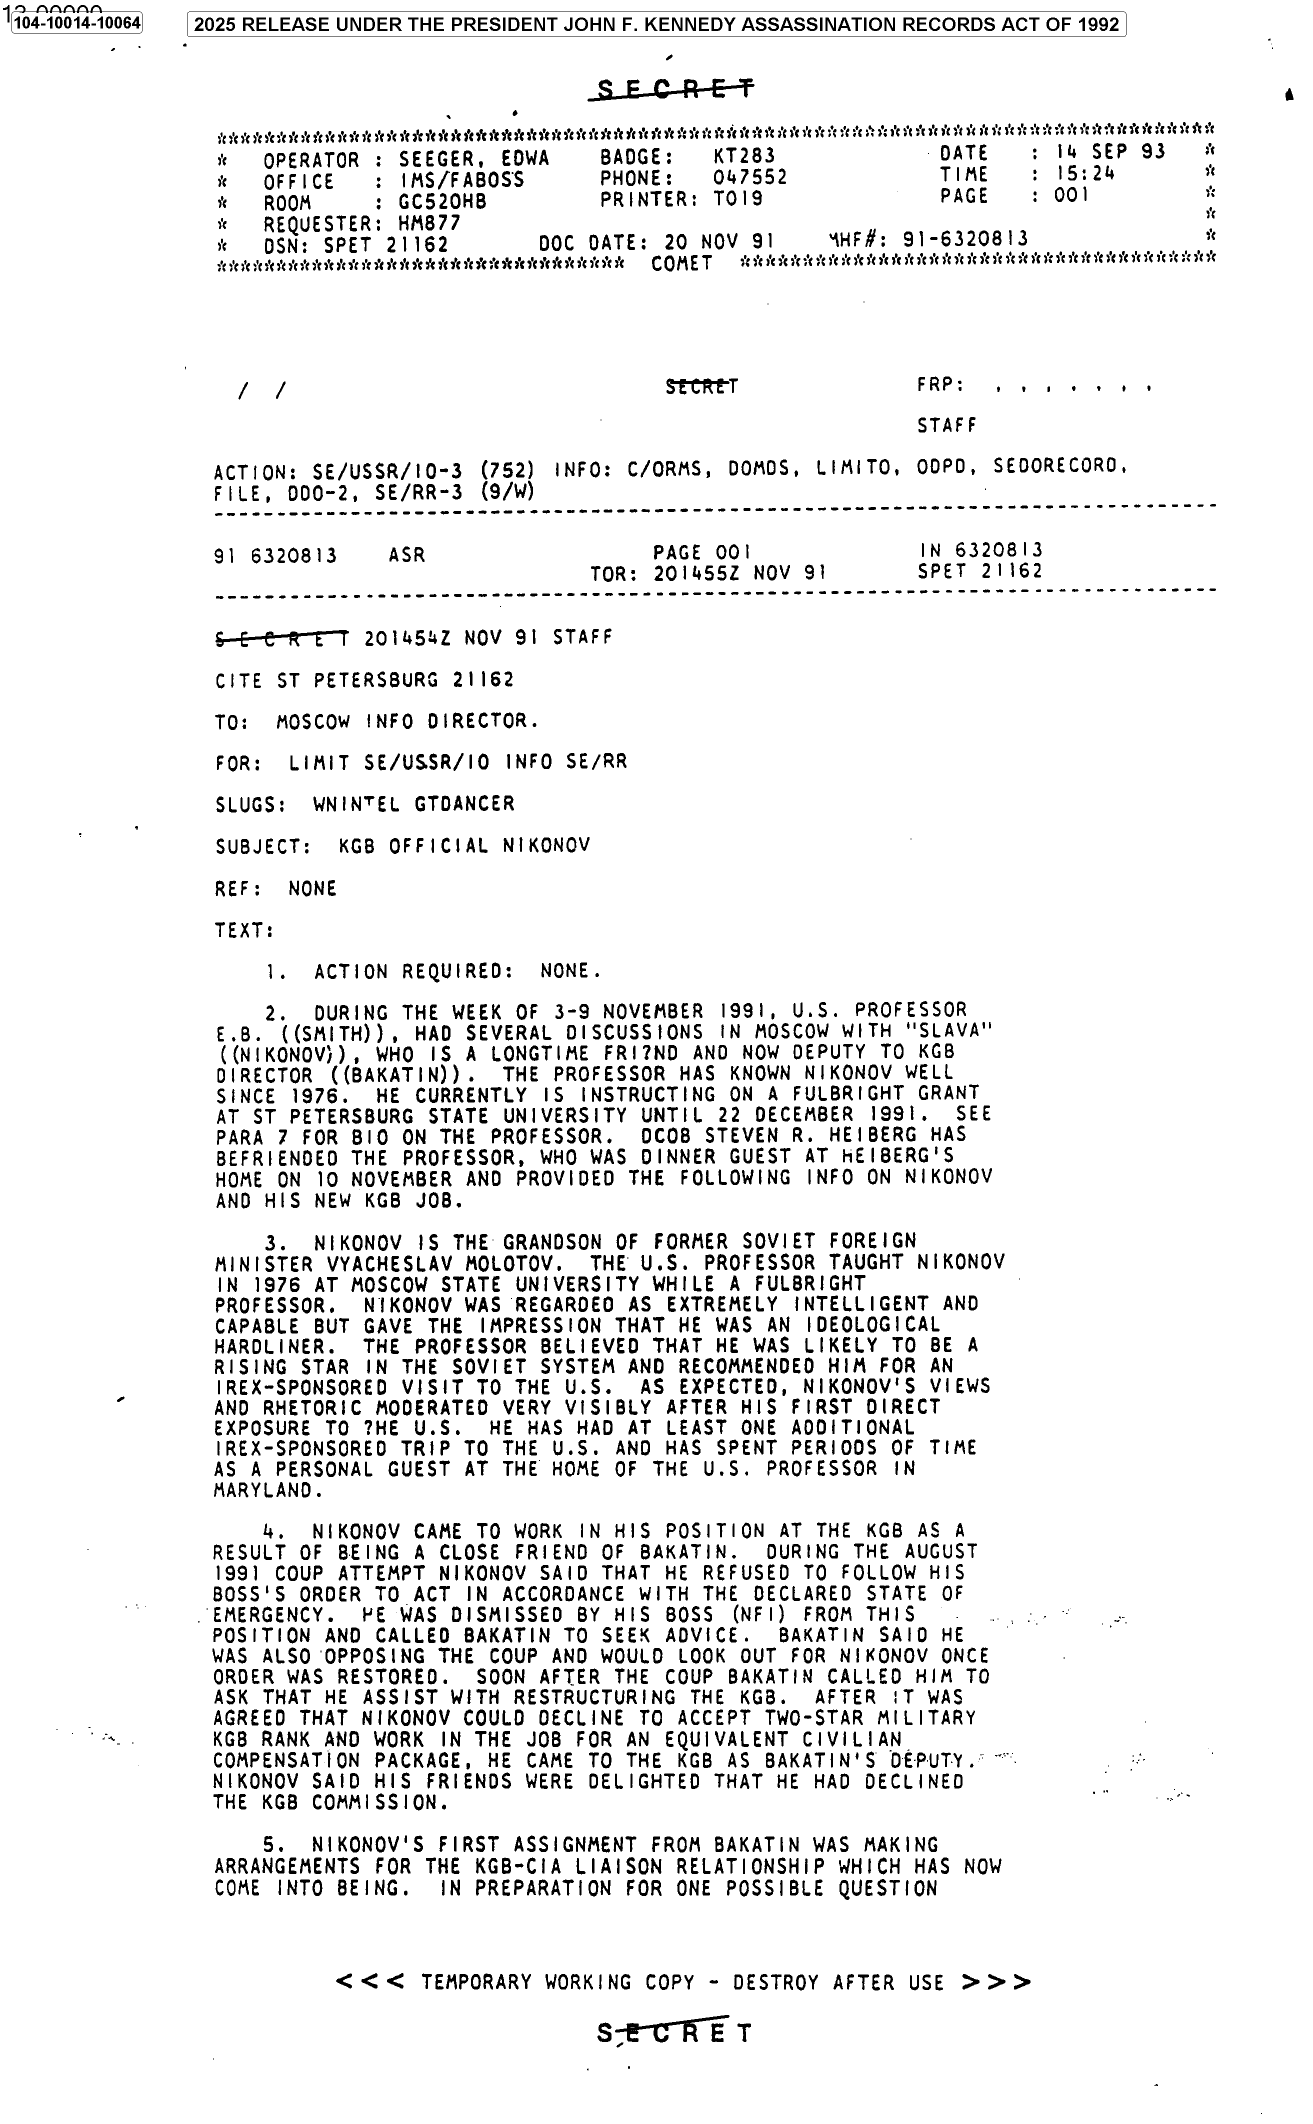 13-00000
104-10014-10064
2025 RELEASE UNDER THE PRESIDENT JOHN F. KENNEDY ASSASSINATION RECORDS ACT OF 1992
SECRET
* OPERATOR : SEEGER, EDWA BADGE: KT283 DATE : 14 SEP 93 *
* OFFICE : IMS/FABOSS PHONE: 047552 TIME : 15:24 *
* ROOM : GC520HB PRINTER: T019 PAGE : 001 *
* REQUESTER: HM877 *
* DSN: SPET 21162 DOC DATE: 20 NOV 91 MHF#: 91-6320813 *
COMET
/ / SECRET FRP: , , , , , , ,
STAFF
ACTION: SE/USSR/IO-3 (752) INFO: C/ORMS, DOMDS, LIMITO, ODPD, SEDORECORD,
FILE, DDO-2, SE/RR-3 (9/W)
91 6320813 ASR PAGE 001 IN 6320813
TOR: 201455Z NOV 91 SPET 21162
S E C R E T 201454Z NOV 91 STAFF
CITE ST PETERSBURG 21162
TO: MOSCOW INFO DIRECTOR.
FOR: LIMIT SE/USSR/IO INFO SE/RR
SLUGS: WNINTEL GTDANCER
SUBJECT: KGB OFFICIAL NIKONOV
REF: NONE
TEXT:
1. ACTION REQUIRED: NONE.
2. DURING THE WEEK OF 3-9 NOVEMBER 1991, U.S. PROFESSOR
E.B. ((SMITH)), HAD SEVERAL DISCUSSIONS IN MOSCOW WITH "SLAVA"
((NIKONOV)), WHO IS A LONGTIME FRI?ND AND NOW DEPUTY TO KGB
DIRECTOR ((BAKATIN)). THE PROFESSOR HAS KNOWN NIKONOV WELL
SINCE 1976. HE CURRENTLY IS INSTRUCTING ON A FULBRIGHT GRANT
AT ST PETERSBURG STATE UNIVERSITY UNTIL 22 DECEMBER 1991. SEE
PARA 7 FOR BIO ON THE PROFESSOR. DCOB STEVEN R. HEIBERG HAS
BEFRIENDED THE PROFESSOR, WHO WAS DINNER GUEST AT HEIBERG'S
HOME ON 10 NOVEMBER AND PROVIDED THE FOLLOWING INFO ON NIKONOV
AND HIS NEW KGB JOB.
3. NIKONOV IS THE GRANDSON OF FORMER SOVIET FOREIGN
MINISTER VYACHESLAV MOLOTOV. THE U.S. PROFESSOR TAUGHT NIKONOV
IN 1976 AT MOSCOW STATE UNIVERSITY WHILE A FULBRIGHT
PROFESSOR. NIKONOV WAS REGARDED AS EXTREMELY INTELLIGENT AND
CAPABLE BUT GAVE THE IMPRESSION THAT HE WAS AN IDEOLOGICAL
HARDLINER. THE PROFESSOR BELIEVED THAT HE WAS LIKELY TO BE A
RISING STAR IN THE SOVIET SYSTEM AND RECOMMENDED HIM FOR AN
IREX-SPONSORED VISIT TO THE U.S. AS EXPECTED, NIKONOV'S VIEWS
AND RHETORIC MODERATED VERY VISIBLY AFTER HIS FIRST DIRECT
EXPOSURE TO ?HE U.S. HE HAS HAD AT LEAST ONE ADDITIONAL
IREX-SPONSORED TRIP TO THE U.S. AND HAS SPENT PERIODS OF TIME
AS A PERSONAL GUEST AT THE HOME OF THE U.S. PROFESSOR IN
MARYLAND.
4. NIKONOV CAME TO WORK IN HIS POSITION AT THE KGB AS A
RESULT OF BEING A CLOSE FRIEND OF BAKATIN. DURING THE AUGUST
1991 COUP ATTEMPT NIKONOV SAID THAT HE REFUSED TO FOLLOW HIS
BOSS'S ORDER TO ACT IN ACCORDANCE WITH THE DECLARED STATE OF
EMERGENCY. HE WAS DISMISSED BY HIS BOSS (NFI) FROM THIS
POSITION AND CALLED BAKATIN TO SEEK ADVICE. BAKATIN SAID HE
WAS ALSO OPPOSING THE COUP AND WOULD LOOK OUT FOR NIKONOV ONCE
ORDER WAS RESTORED. SOON AFTER THE COUP BAKATIN CALLED HIM TO
ASK THAT HE ASSIST WITH RESTRUCTURING THE KGB. AFTER IT WAS
AGREED THAT NIKONOV COULD DECLINE TO ACCEPT TWO-STAR MILITARY
KGB RANK AND WORK IN THE JOB FOR AN EQUIVALENT CIVILIAN
COMPENSATION PACKAGE, HE CAME TO THE KGB AS BAKATIN'S DEPUTY.
NIKONOV SAID HIS FRIENDS WERE DELIGHTED THAT HE HAD DECLINED
THE KGB COMMISSION.
5. NIKONOV'S FIRST ASSIGNMENT FROM BAKATIN WAS MAKING
ARRANGEMENTS FOR THE KGB-CIA LIAISON RELATIONSHIP WHICH HAS NOW
COME INTO BEING. IN PREPARATION FOR ONE POSSIBLE QUESTION
<<< TEMPORARY WORKING COPY - DESTROY AFTER USE >>>
SECRET